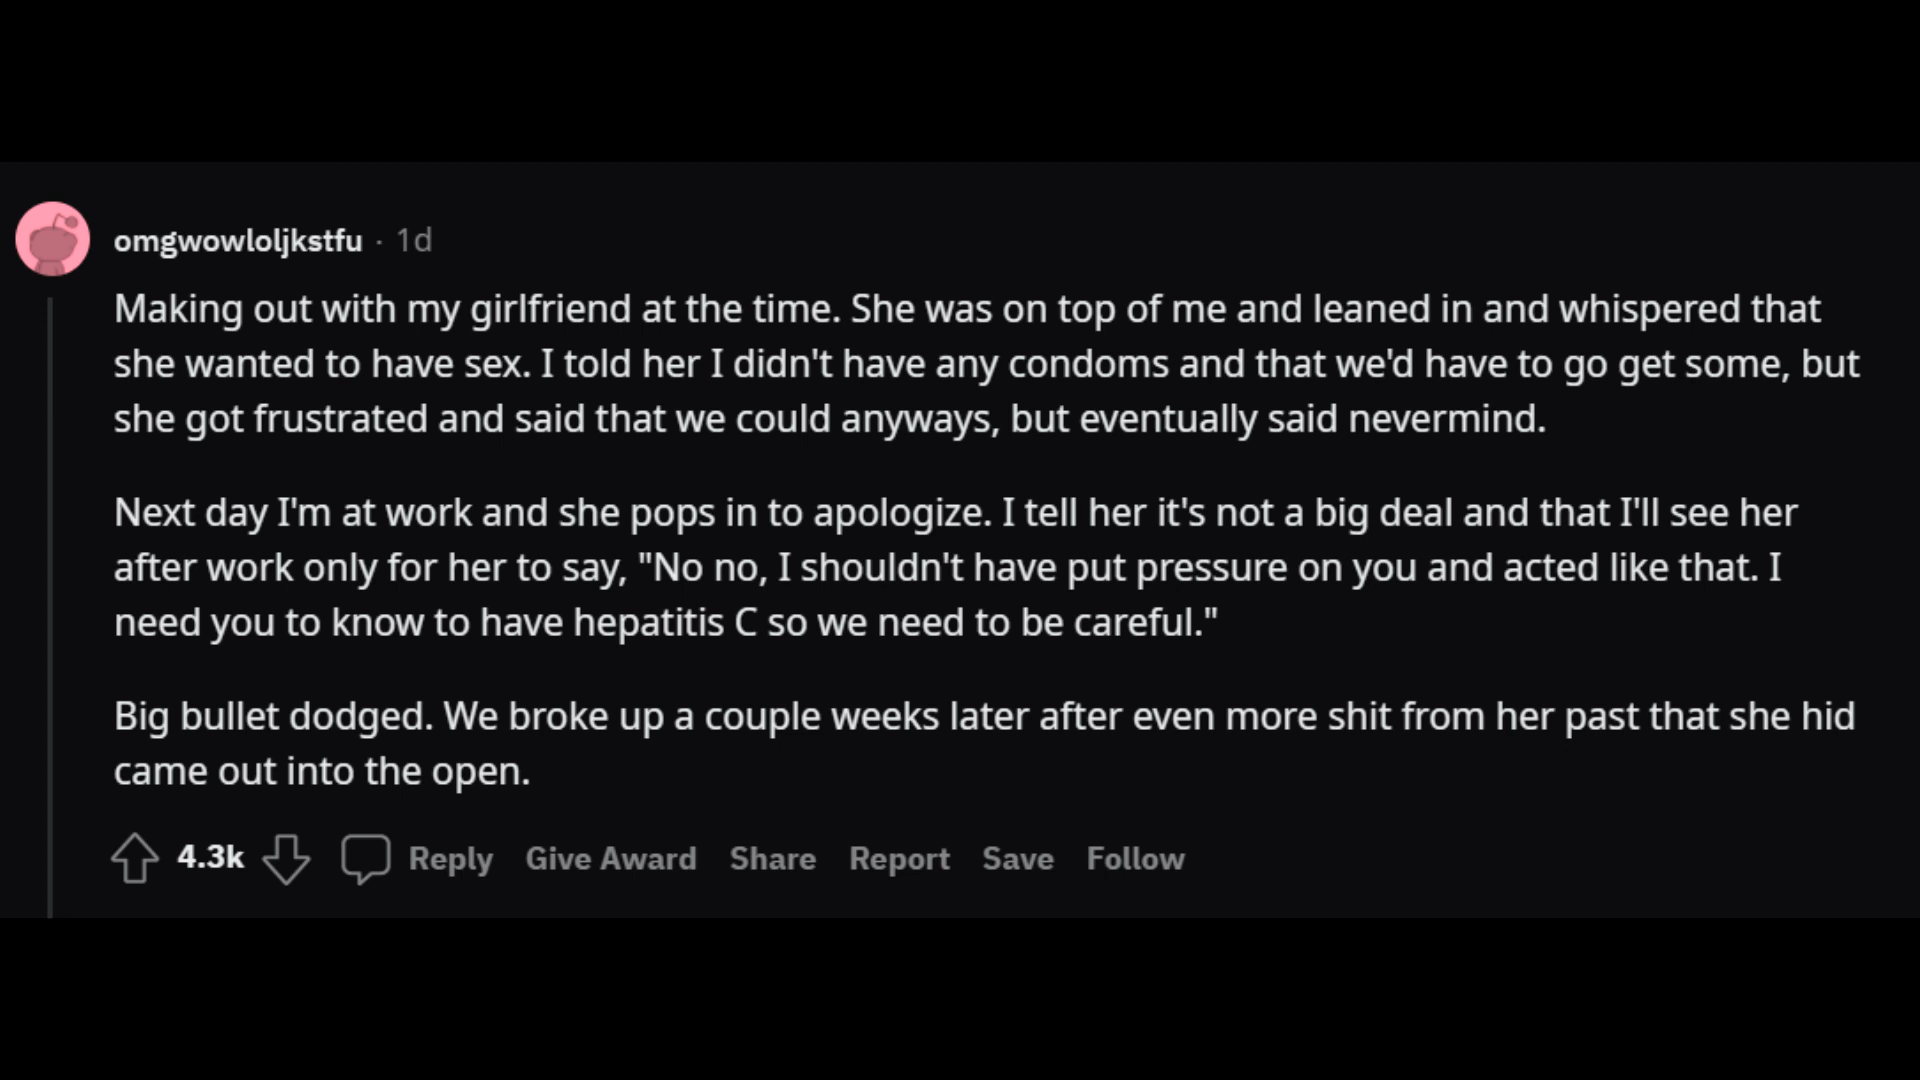 omgwowloljkstfu · 1d
Making out with my girlfriend at the time. She was on top of me and leaned in and whispered that
she wanted to have sex. I told her I didn't have any condoms and that we'd have to go get some, but
she got frustrated and said that we could anyways, but eventually said nevermind.
Next day I'm at work and she pops in to apologize. I tell her it's not a big deal and that I'll see her
after work only for her to say, "No no, I shouldn't have put pressure on you and acted like that. I
need you to know to have hepatitis C so we need to be careful."
Big bullet dodged. We broke up a couple weeks later after even more shit from her past that she hid
came out into the open.
4.3k Reply Give Award Share Report Save Follow